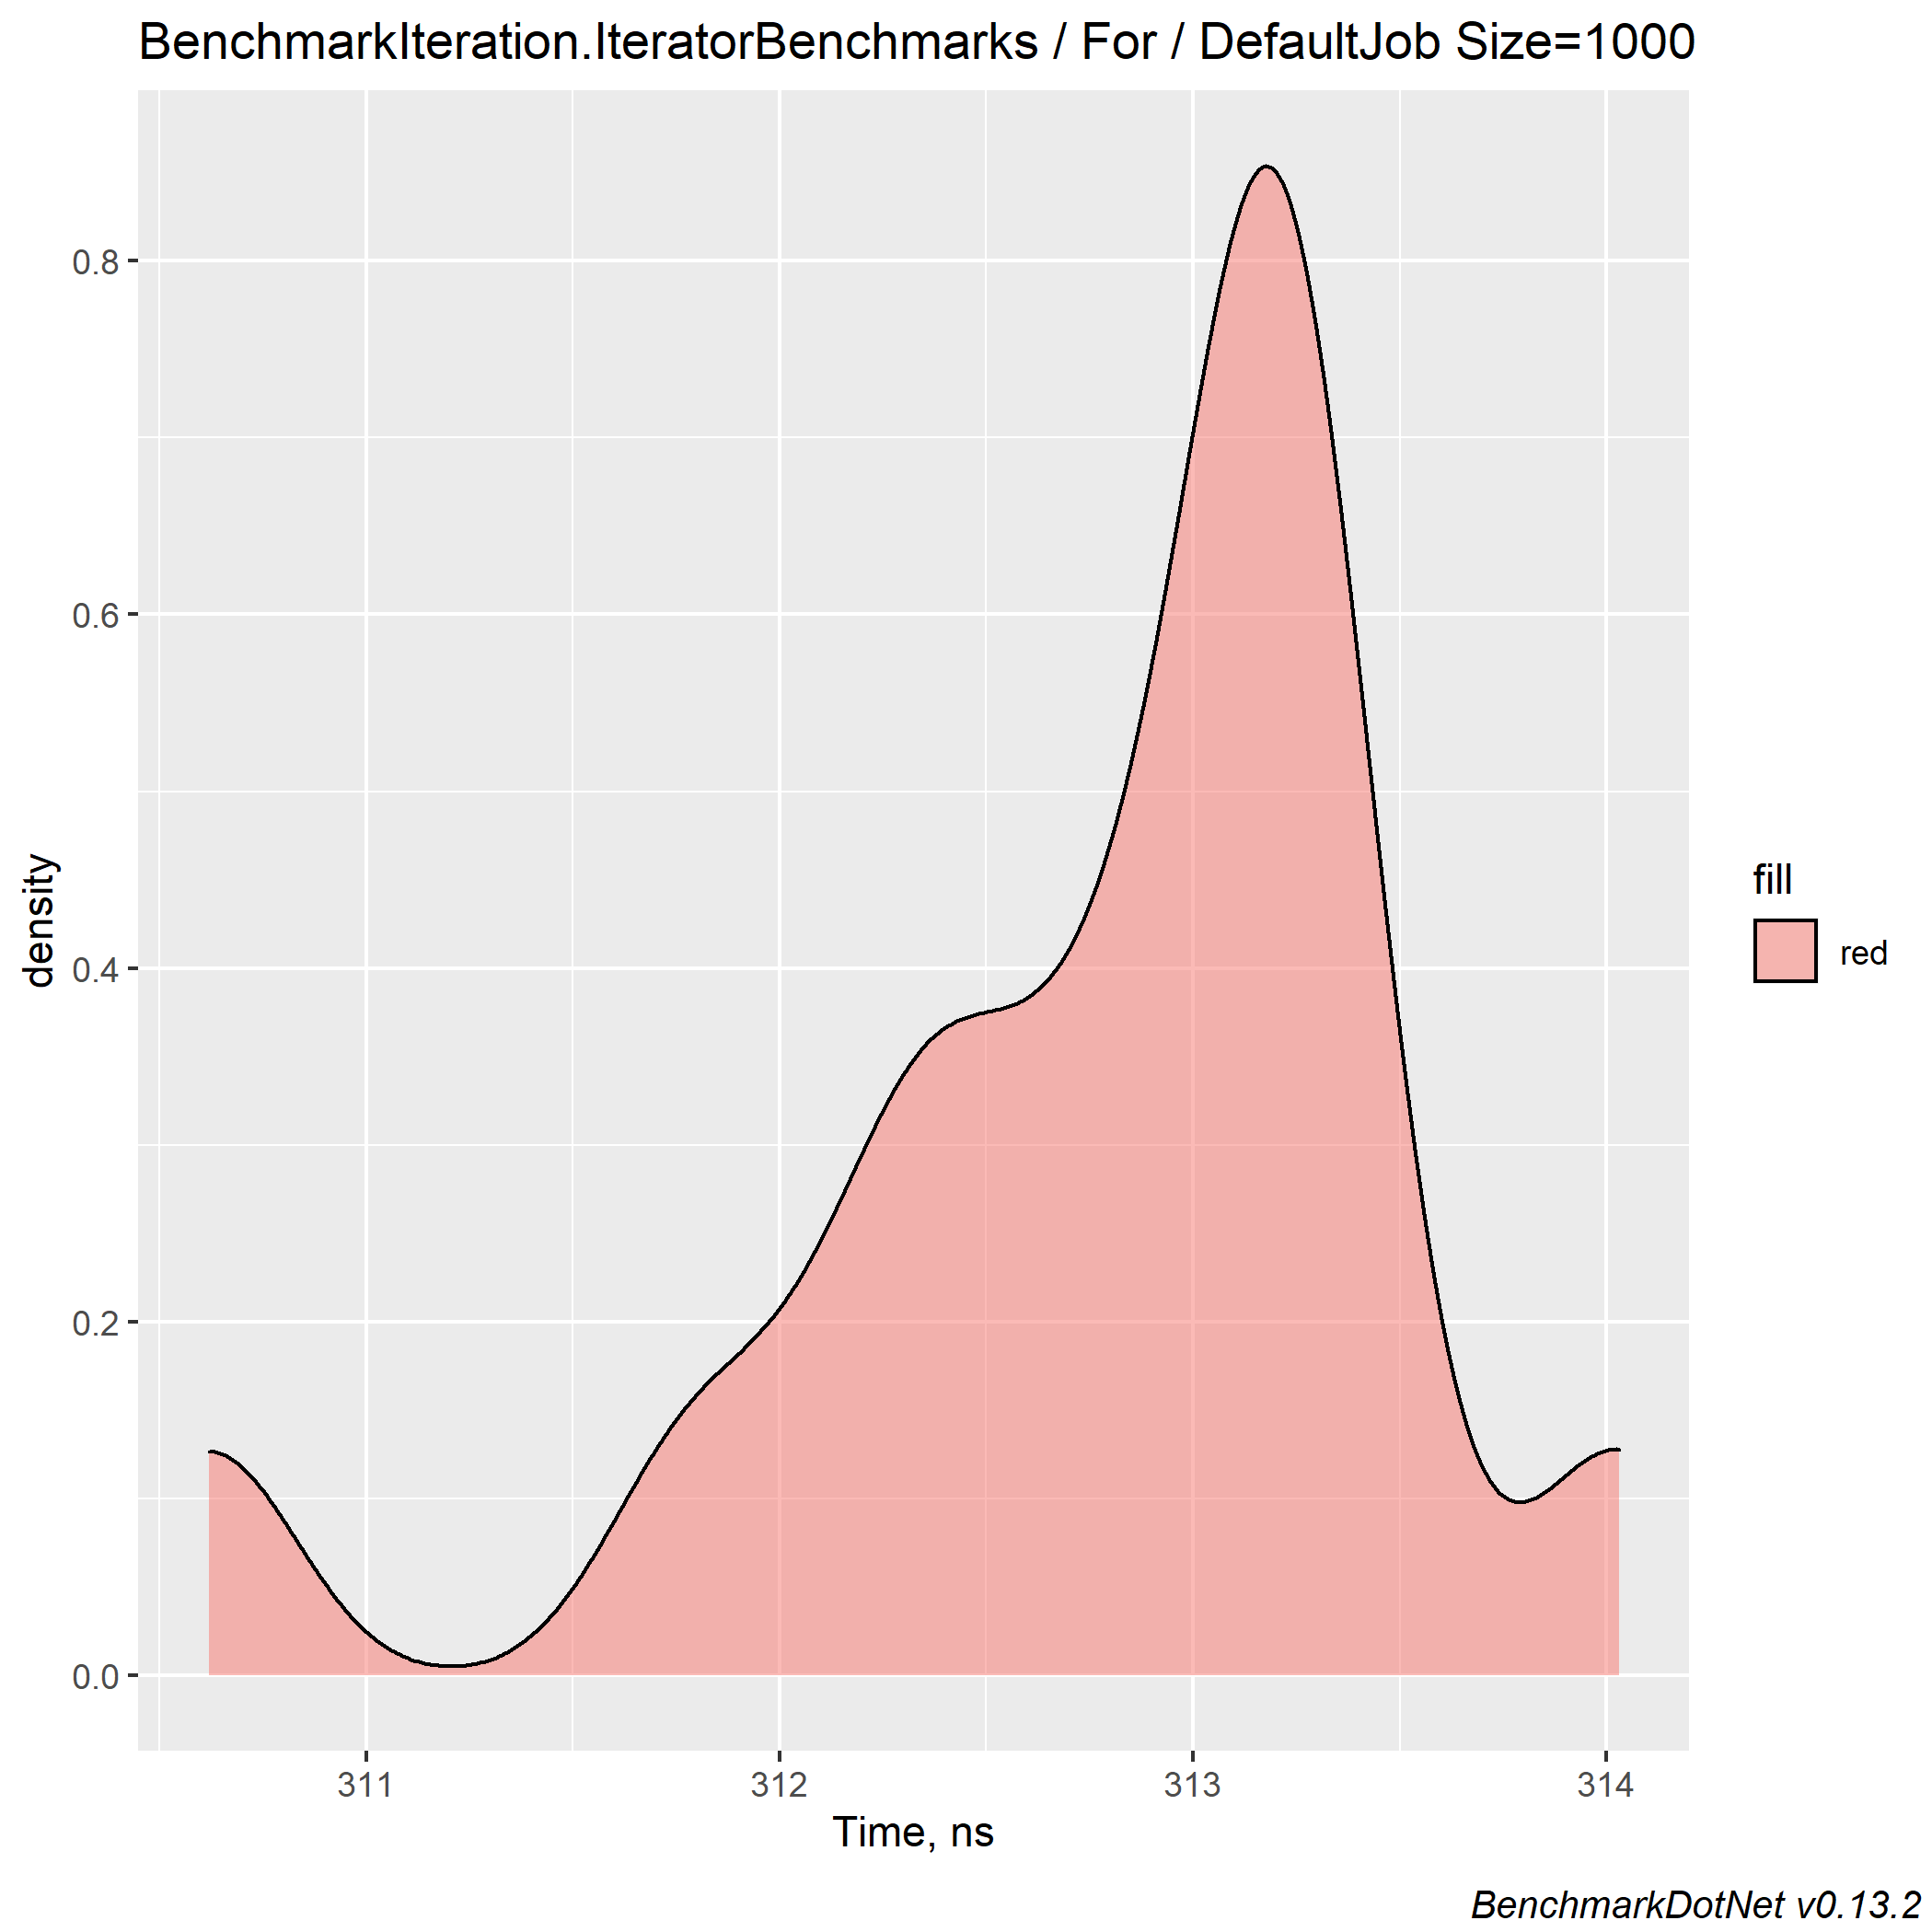 BenchmarkIteration.IteratorBenchmarks / For / DefaultJob Size=1000
0.8
0.6
0.4
0.2
0.0
density
311 312 313 314
Time, ns
fill
red
BenchmarkDotNet v0.13.2